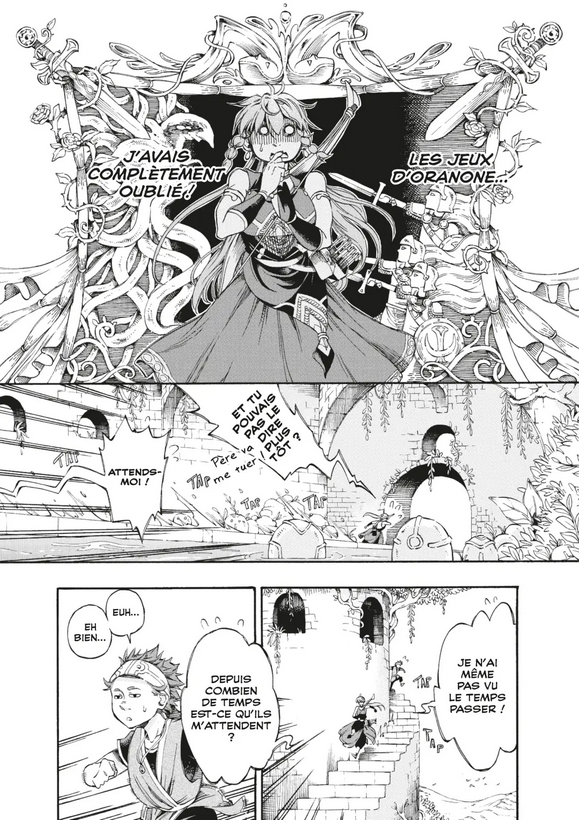 J'AVAIS
COMPLÈTEMENT
OUBLIÉ !
LES JEUX
D'ORANONE...
ET TU
POUVAIS
PAS LE
DIRE
PLUS
TÔT ?
Père va
me tuer !
ATTENDS-
MOI !
TAP
TAP
TAP
JE N'AI
MÊME
PAS VU
LE TEMPS
PASSER !
TAP
TAP
DEPUIS
COMBIEN
DE TEMPS
EST-CE QU'ILS
M'ATTENDENT
?
EUH...
EH
BIEN...